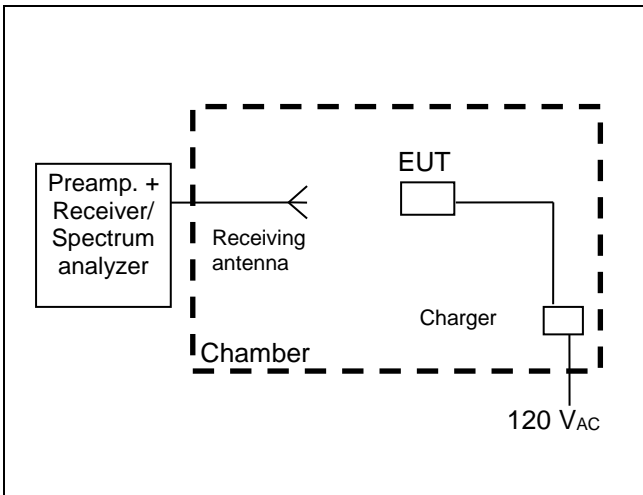 Preamp. +
Receiver/
Spectrum
analyzer
Receiving
antenna
EUT
Charger
Chamber
120 VAC